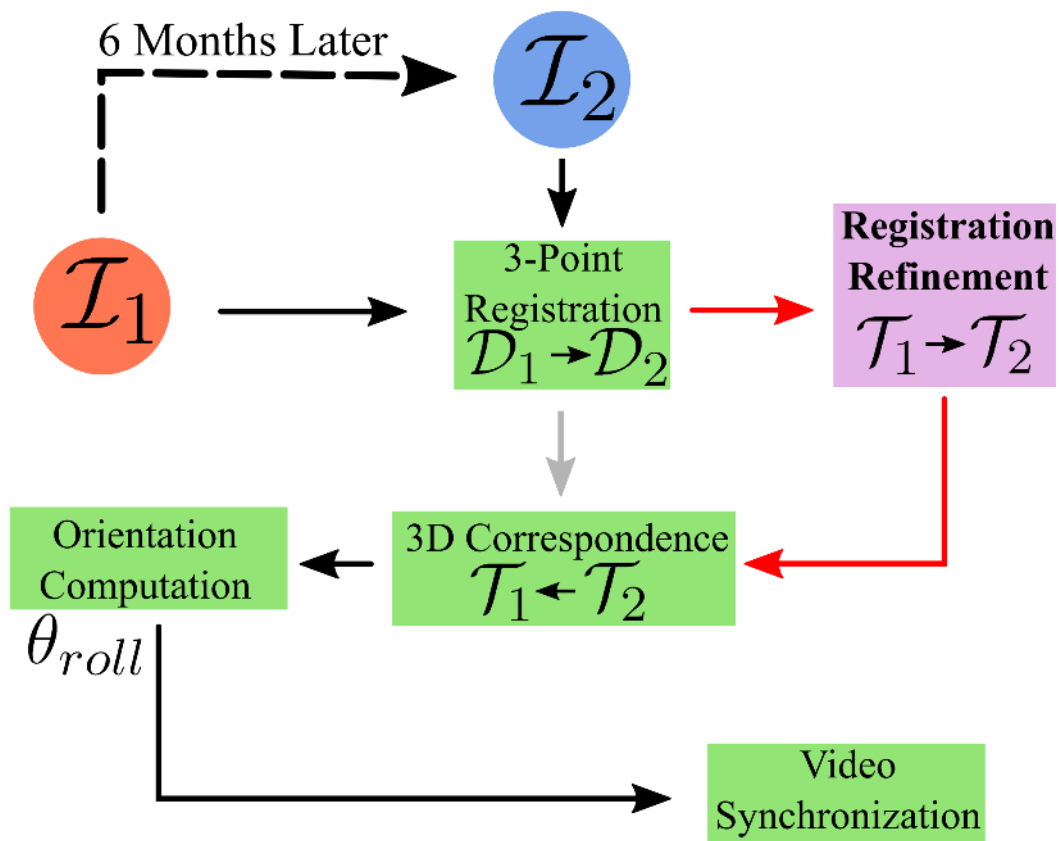 6 Months Later
ℐ₂
ℐ₁
3-Point
Registration
𝒟₁ → 𝒟₂
Registration
Refinement
𝒯₁ → 𝒯₂
Orientation
Computation
θ_roll
3D Correspondence
𝒯₁ ← 𝒯₂
Video
Synchronization